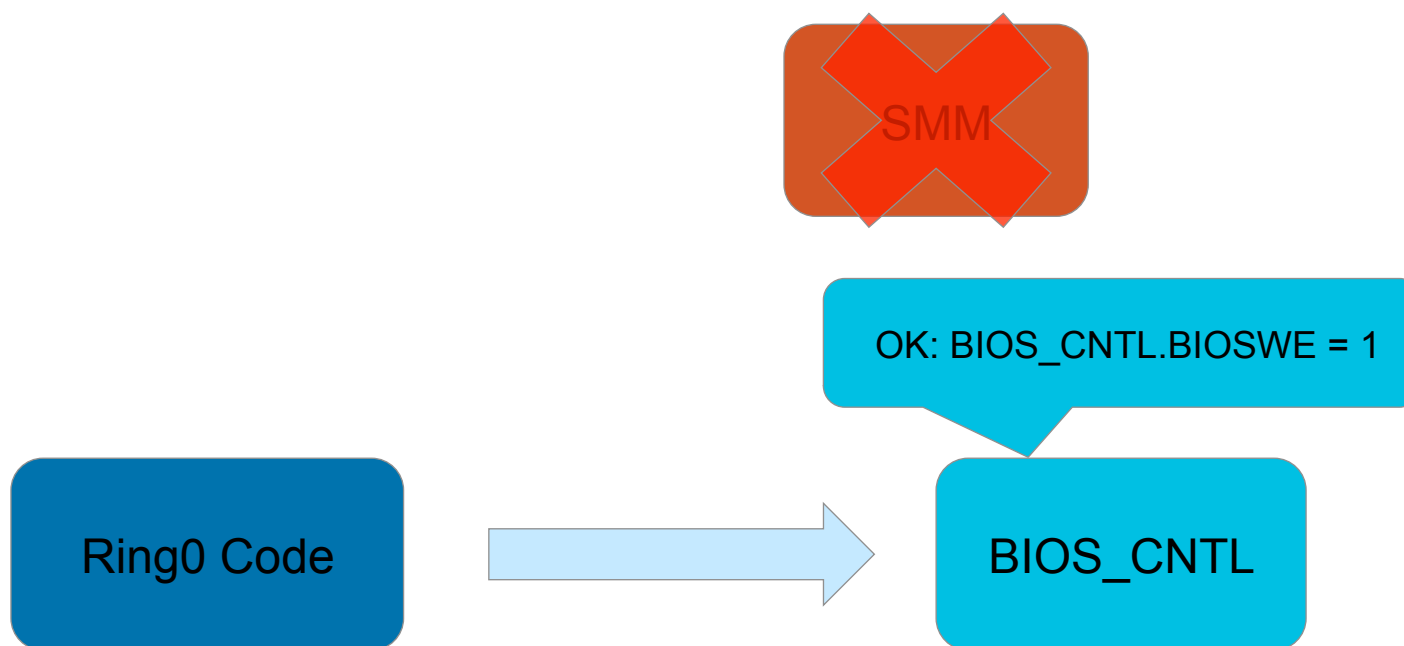 SMM
OK: BIOS_CNTL.BIOSWE = 1
Ring0 Code
BIOS_CNTL